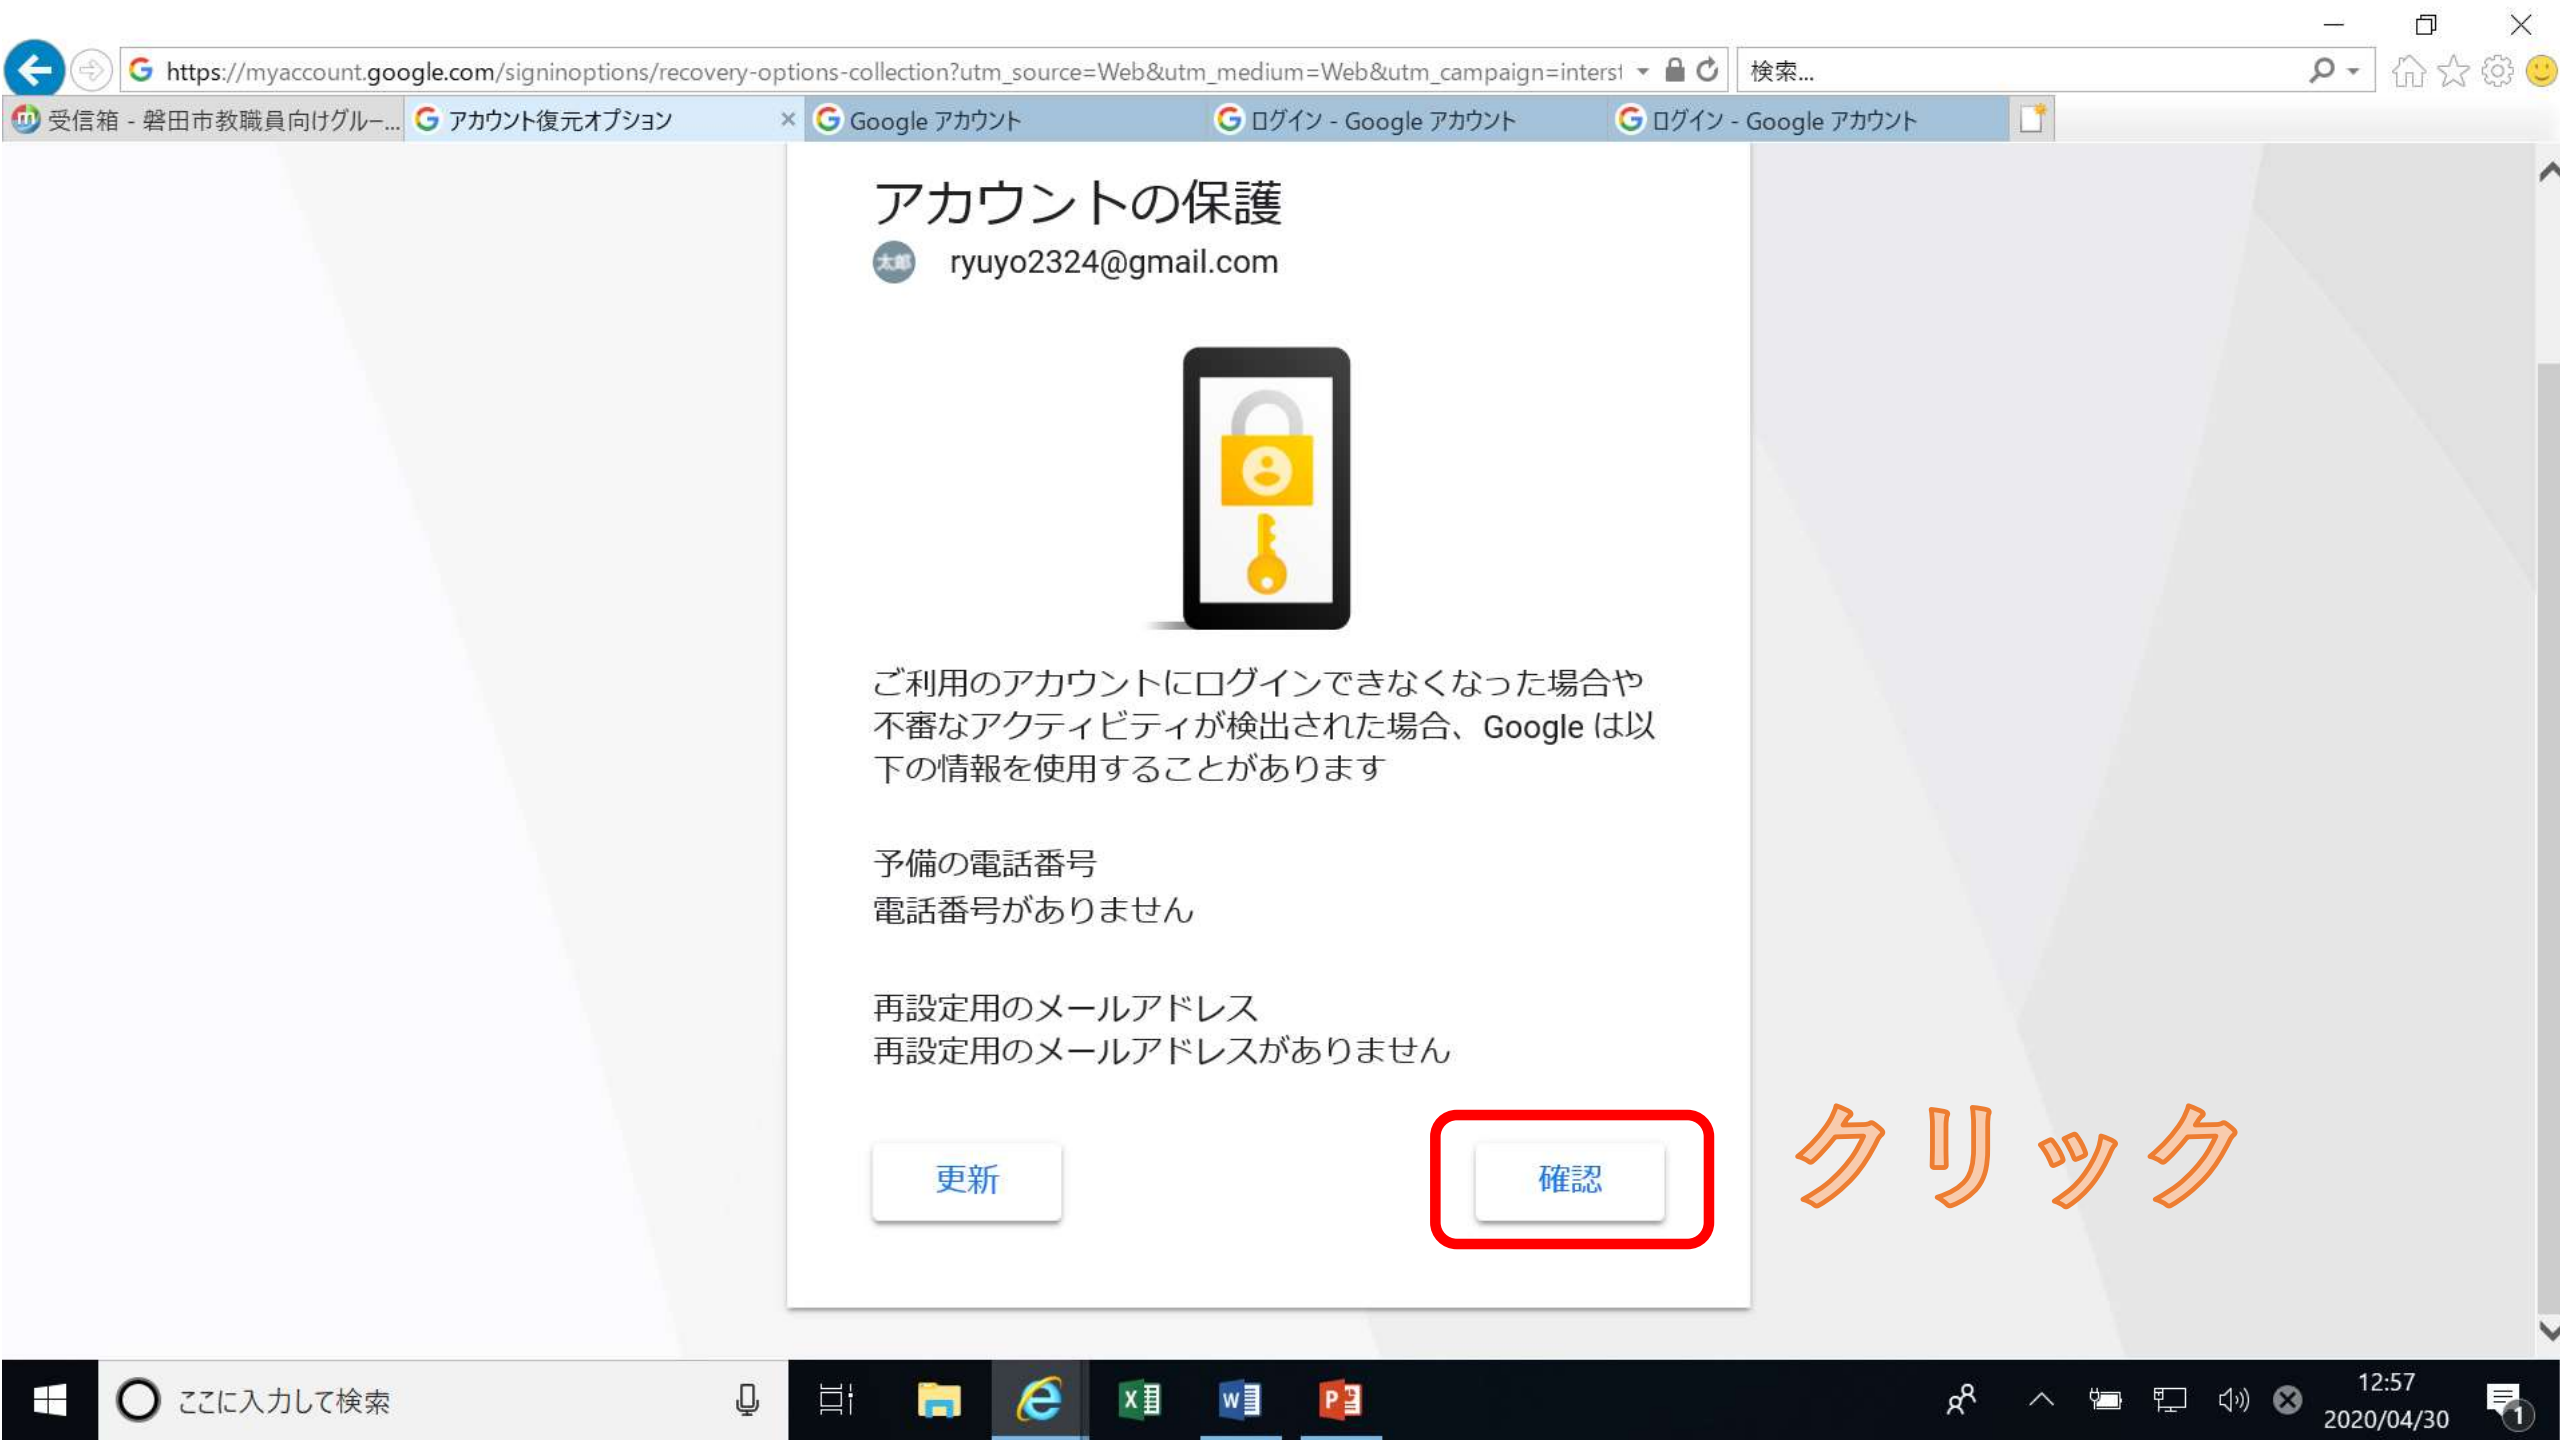 https://myaccount.google.com/signinoptions/recovery-options-collection?utm_source=Web&utm_medium=Web&utm_campaign=interst
検索...
受信箱 - 磐田市教職員向けグルー...
アカウント復元オプション
Google アカウント
ログイン - Google アカウント
ログイン - Google アカウント
アカウントの保護
太郎
ryuyo2324@gmail.com
ご利用のアカウントにログインできなくなった場合や
不審なアクティビティが検出された場合、Google は以
下の情報を使用することがあります
予備の電話番号
電話番号がありません
再設定用のメールアドレス
再設定用のメールアドレスがありません
更新
確認
クリック
ここに入力して検索
12:57
2020/04/30
1